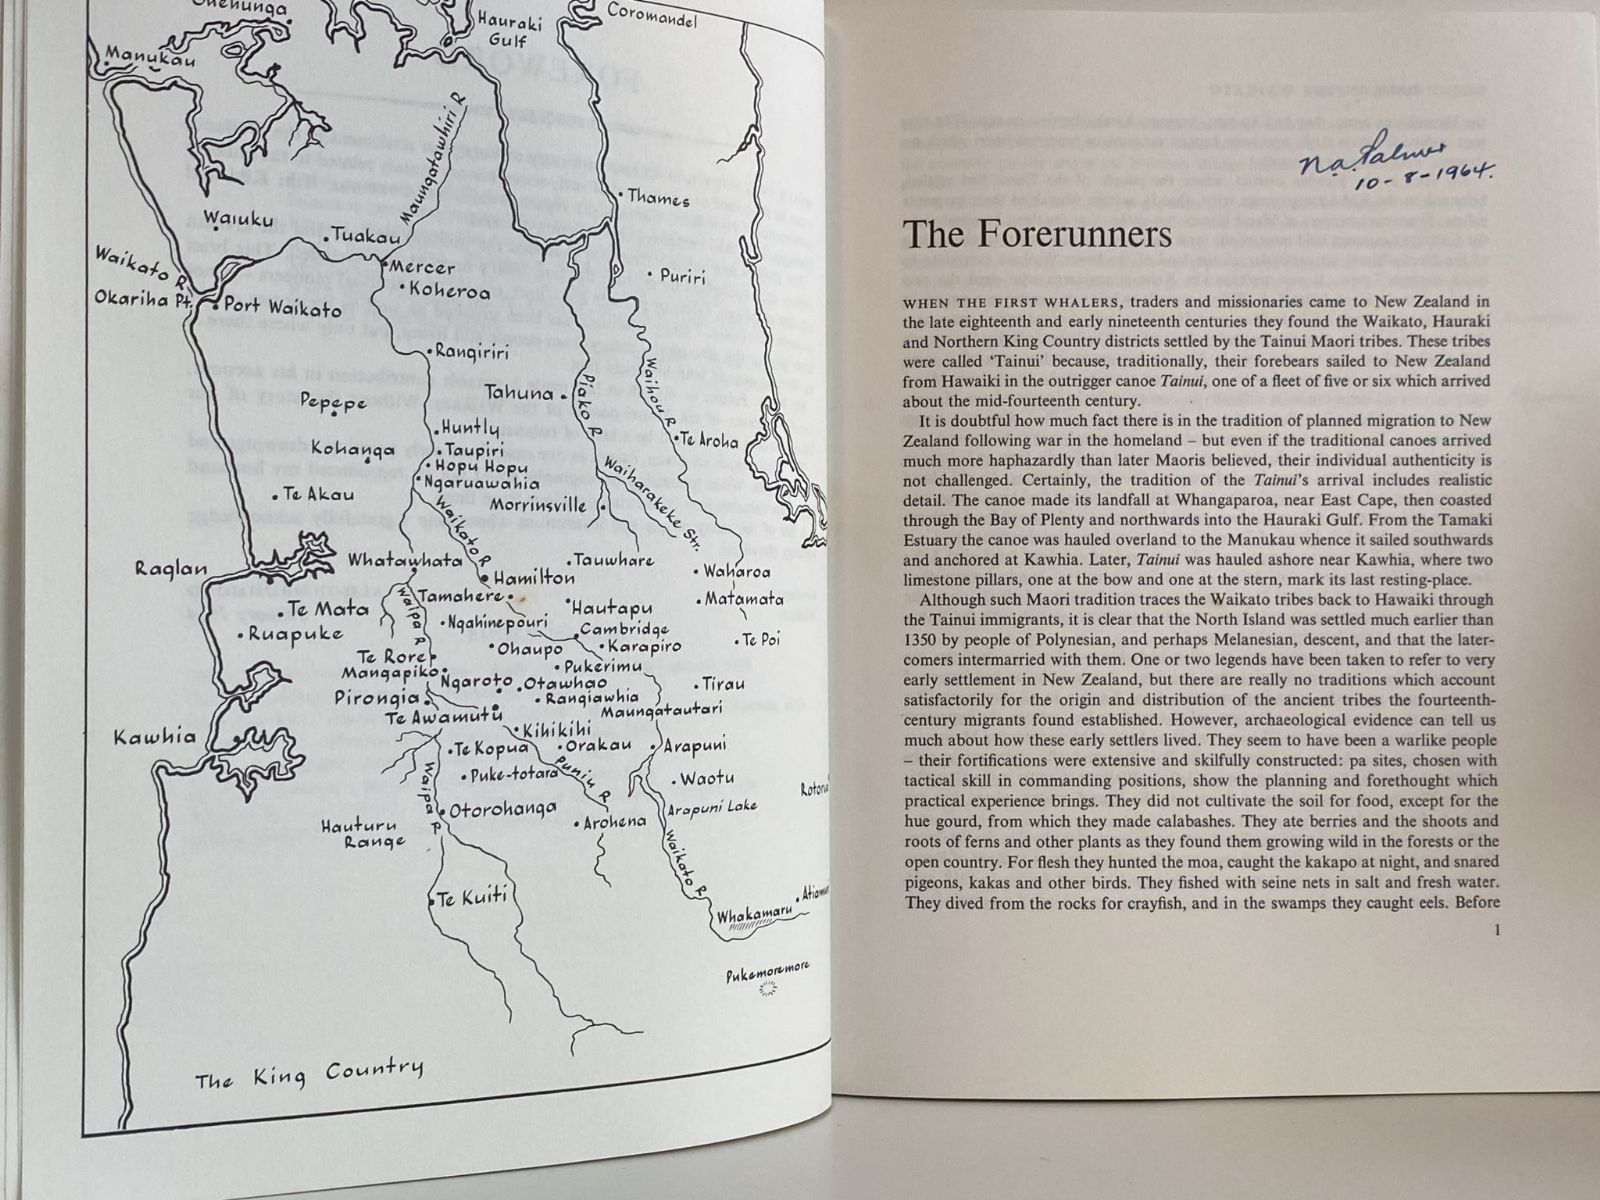 Onehunga
Hauraki
Gulf
Coromandel
Manukau
Maungatawhiri R
Thames
Waiuku
Tuakau
Waikato R
Mercer
Puriri
Okariha Pt.
Port Waikato
Koheroa
Rangiriri
Tahuna
Piako R
Waihou R
Pepepe
Huntly
Te Aroha
Kohanga
Taupiri
Hopu Hopu
Ngaruawahia
Te Akau
Morrinsville
Waiharakeke Str.
Waikato R
Raglan
Whatawhata
Tauwhare
Hamilton
Waharoa
Tamahere
Waipa R
Te Mata
Hautapu
Matamata
Ruapuke
Ngahinepouri
Cambridge
Te Poi
Ohaupo
Karapiro
Te Rore
Pukerimu
Mangapiko
Ngaroto
Otawhao
Tirau
Pirongia
Rangiawhia
Maungatautari
Te Awamutu
Kihikihi
Kawhia
Te Kopua
Orakau
Arapuni
Puke-totara
Puniu R
Waotu
Rotoru
Waipa R
Otorohanga
Arapuni Lake
Hauturu
Range
Arohena
Waikato R
Te Kuiti
Whakamaru
Atiamu
Pukemoremore
The King Country
N.A. Palmer
10-8-1964.
The Forerunners
WHEN THE FIRST WHALERS, traders and missionaries came to New Zealand in
the late eighteenth and early nineteenth centuries they found the Waikato, Hauraki
and Northern King Country districts settled by the Tainui Maori tribes. These tribes
were called ‘Tainui’ because, traditionally, their forebears sailed to New Zealand
from Hawaiki in the outrigger canoe Tainui, one of a fleet of five or six which arrived
about the mid-fourteenth century.
It is doubtful how much fact there is in the tradition of planned migration to New
Zealand following war in the homeland – but even if the traditional canoes arrived
much more haphazardly than later Maoris believed, their individual authenticity is
not challenged. Certainly, the tradition of the Tainui’s arrival includes realistic
detail. The canoe made its landfall at Whangaparoa, near East Cape, then coasted
through the Bay of Plenty and northwards into the Hauraki Gulf. From the Tamaki
Estuary the canoe was hauled overland to the Manukau whence it sailed southwards
and anchored at Kawhia. Later, Tainui was hauled ashore near Kawhia, where two
limestone pillars, one at the bow and one at the stern, mark its last resting-place.
Although such Maori tradition traces the Waikato tribes back to Hawaiki through
the Tainui immigrants, it is clear that the North Island was settled much earlier than
1350 by people of Polynesian, and perhaps Melanesian, descent, and that the later-
comers intermarried with them. One or two legends have been taken to refer to very
early settlement in New Zealand, but there are really no traditions which account
satisfactorily for the origin and distribution of the ancient tribes the fourteenth-
century migrants found established. However, archaeological evidence can tell us
much about how these early settlers lived. They seem to have been a warlike people
– their fortifications were extensive and skilfully constructed: pa sites, chosen with
tactical skill in commanding positions, show the planning and forethought which
practical experience brings. They did not cultivate the soil for food, except for the
hue gourd, from which they made calabashes. They ate berries and the shoots and
roots of ferns and other plants as they found them growing wild in the forests or the
open country. For flesh they hunted the moa, caught the kakapo at night, and snared
pigeons, kakas and other birds. They fished with seine nets in salt and fresh water.
They dived from the rocks for crayfish, and in the swamps they caught eels. Before
1